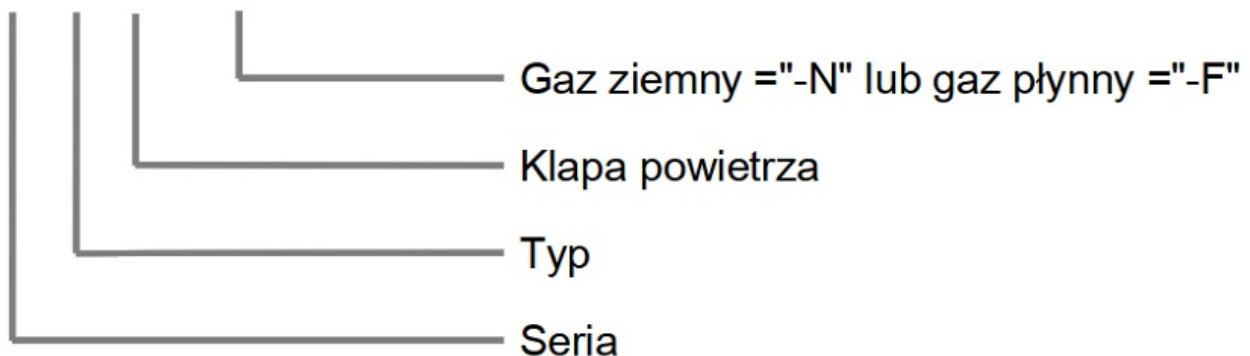 Gaz ziemny ="-N" lub gaz płynny ="-F"
Klapa powietrza
Typ
Seria